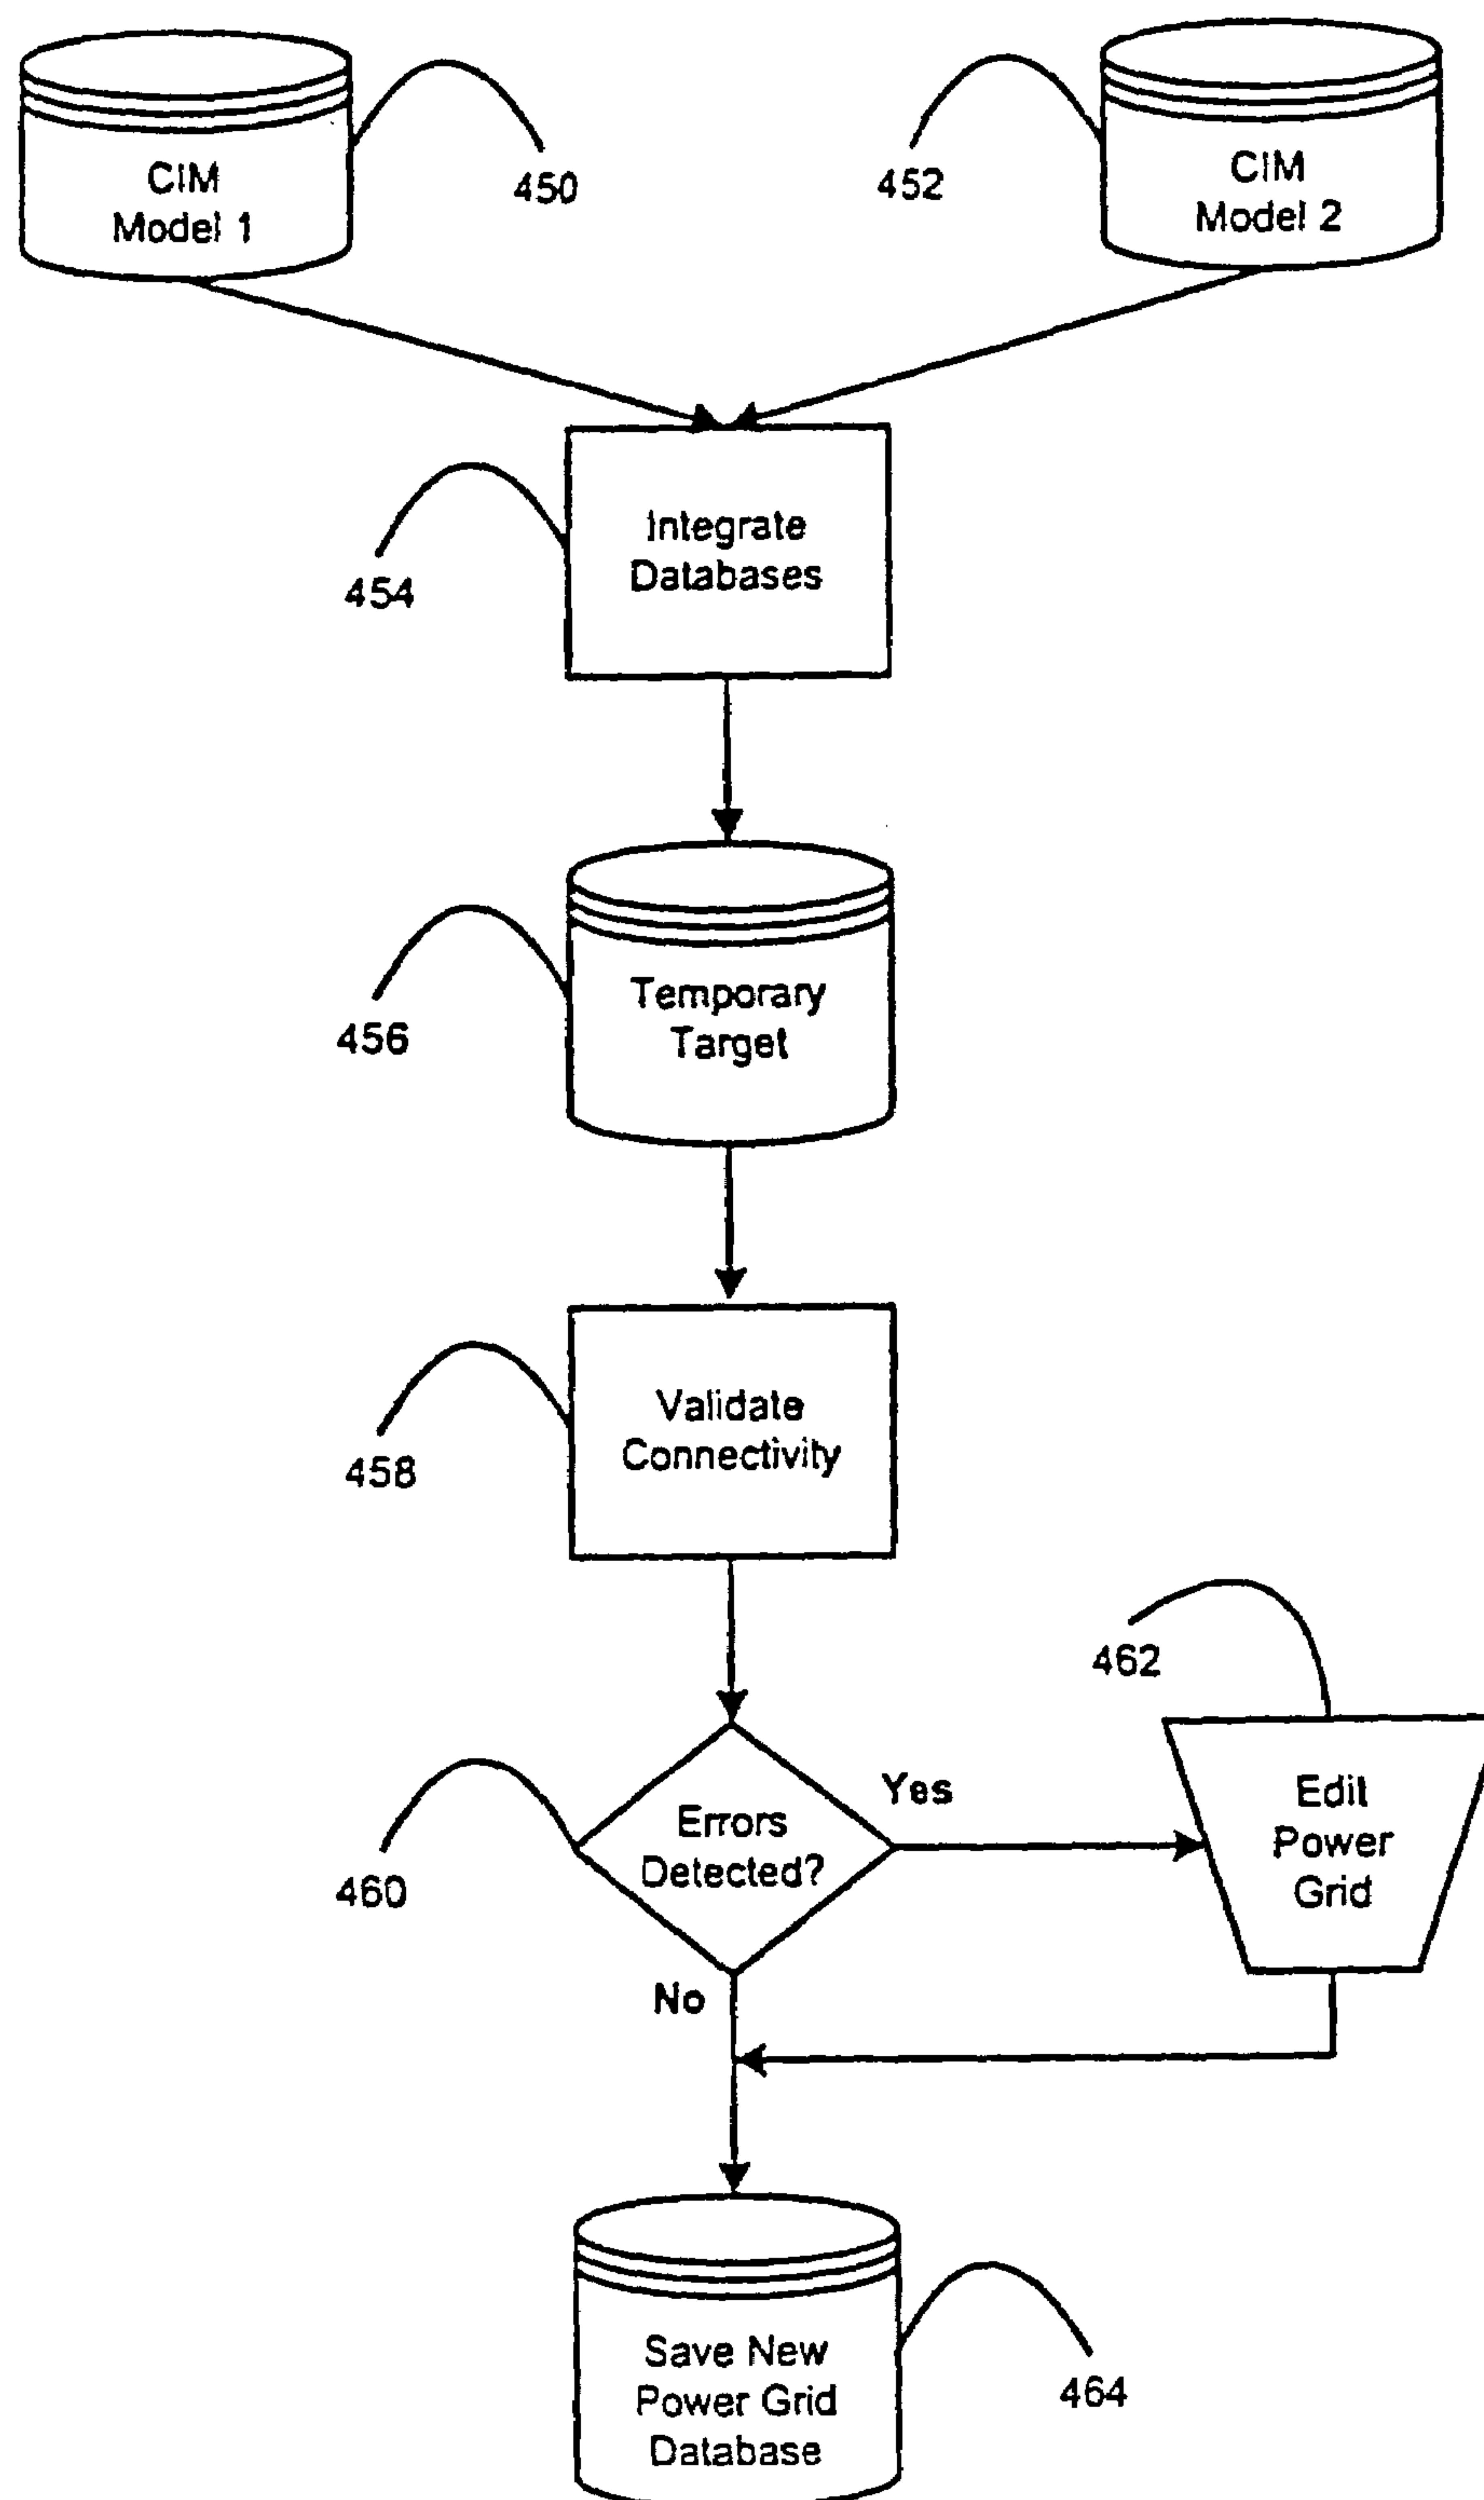 CIM
Model 1
450
452
CIM
Model 2
Integrate
Databases
454
Temporary
Target
456
Validate
Connectivity
458
462
Yes
Edit
Power
Grid
Errors
Detected?
460
No
Save New
Power Grid
Database
464